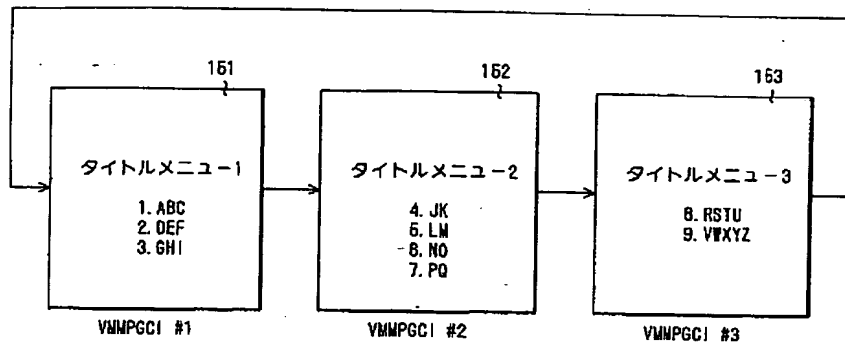 151
152
153
タイトルメニュー1
1. ABC
2. DEF
3. GHI
タイトルメニュー2
4. JK
5. LM
6. NO
7. PQ
タイトルメニュー3
8. RSTU
9. VWXYZ
VMMPGCI #1
VMMPGCI #2
VMMPGCI #3